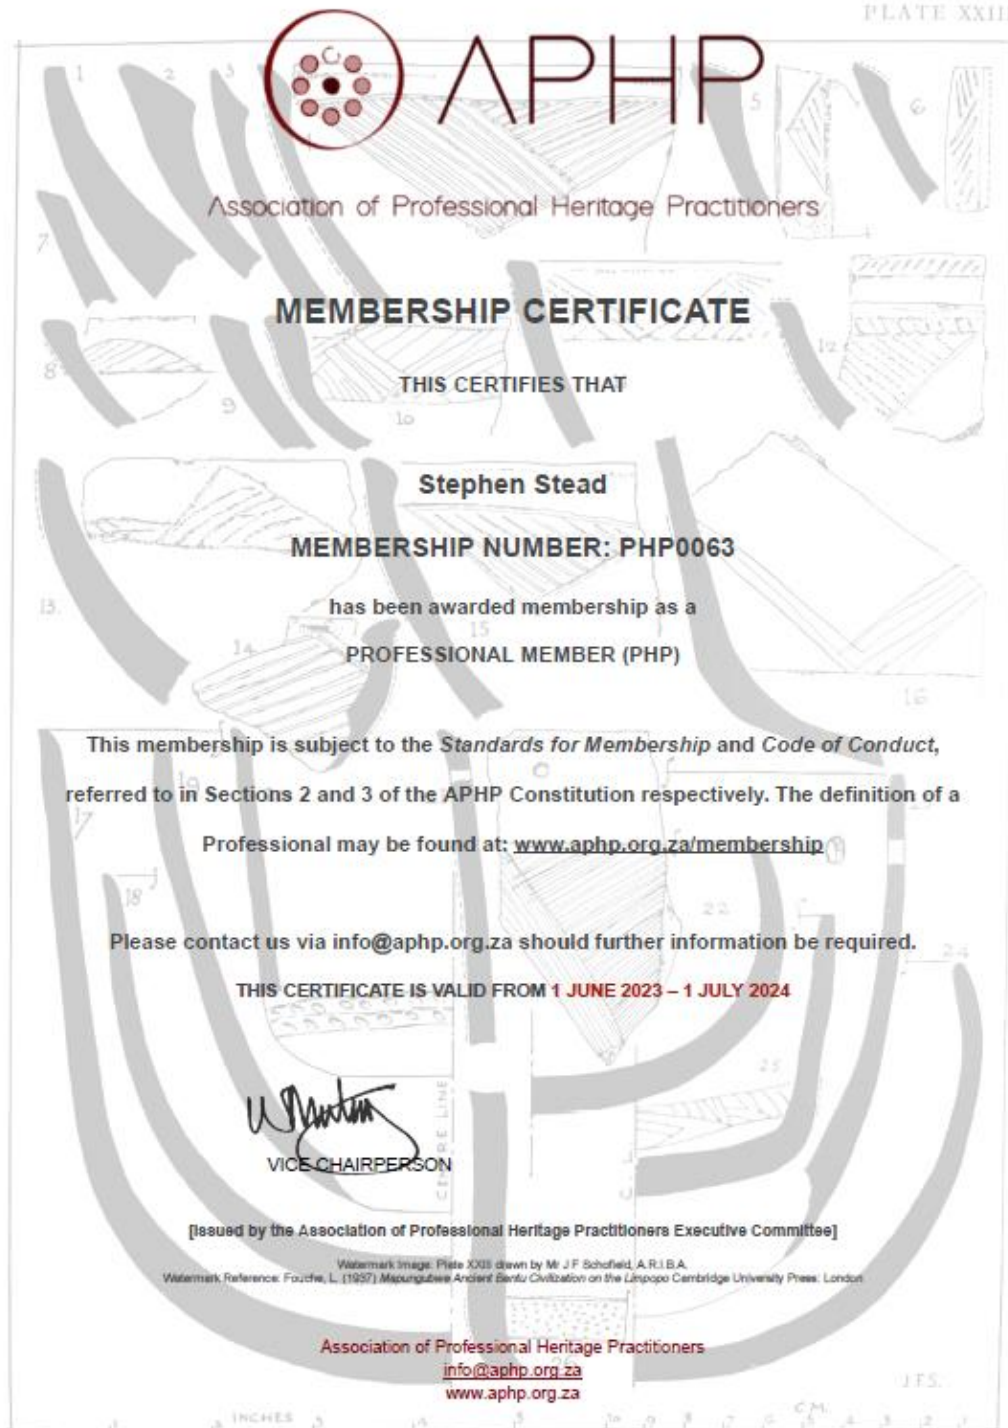 PLATE XXII
APHP
Association of Professional Heritage Practitioners
MEMBERSHIP CERTIFICATE
THIS CERTIFIES THAT
Stephen Stead
MEMBERSHIP NUMBER: PHP0063
has been awarded membership as a
PROFESSIONAL MEMBER (PHP)
This membership is subject to the Standards for Membership and Code of Conduct,
referred to in Sections 2 and 3 of the APHP Constitution respectively. The definition of a
Professional may be found at: www.aphp.org.za/membership
Please contact us via info@aphp.org.za should further information be required.
THIS CERTIFICATE IS VALID FROM 1 JUNE 2023 – 1 JULY 2024
VICE CHAIRPERSON
CENTRE LINE
C. L.
[Issued by the Association of Professional Heritage Practitioners Executive Committee]
Watermark Image: Plate XXIII drawn by Mr J F Schofield, A.R.I.B.A.
Watermark Reference: Fouche, L. (1937) Mapungubwe Ancient Bantu Civilization on the Limpopo Cambridge University Press: London
Association of Professional Heritage Practitioners
info@aphp.org.za
www.aphp.org.za
J.F.S.
INCHES
CM.